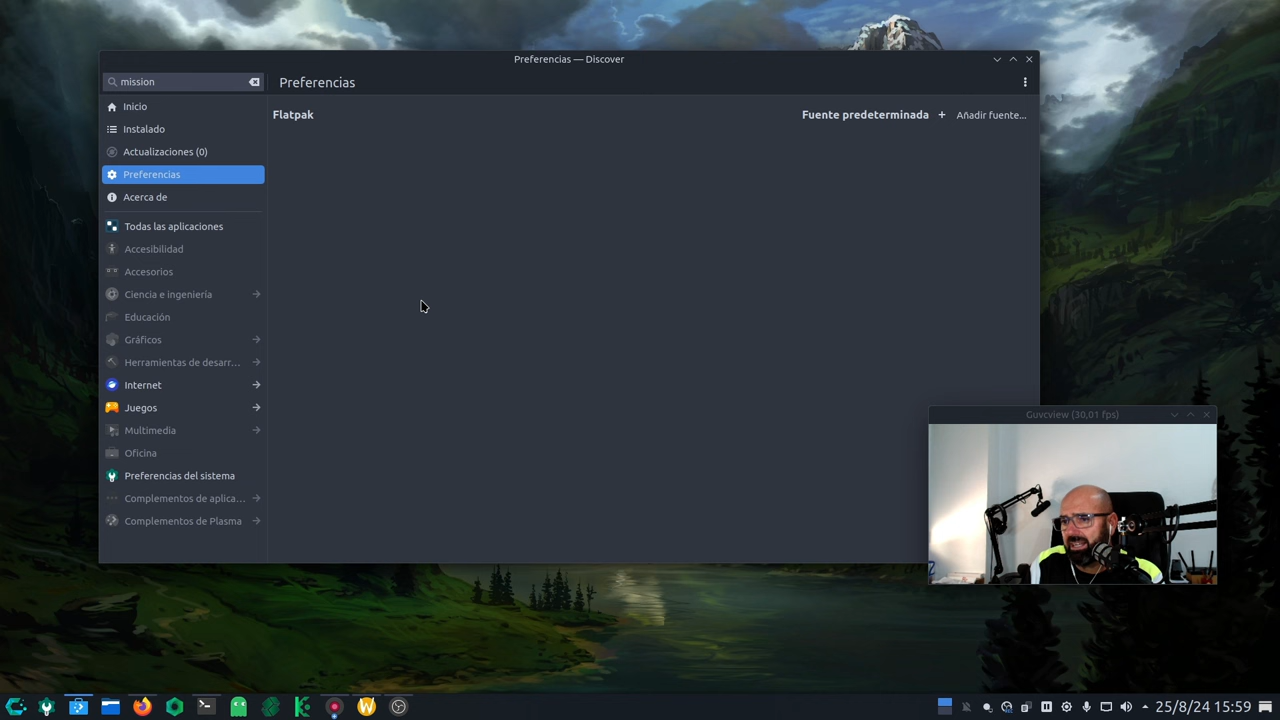 Preferencias — Discover
mission
Preferencias
Inicio
Flatpak
Fuente predeterminada
Añadir fuente...
Instalado
Actualizaciones (0)
Preferencias
Acerca de
Todas las aplicaciones
Accesibilidad
Accesorios
Ciencia e ingeniería
Educación
Gráficos
Herramientas de desarr...
Internet
Juegos
Multimedia
Oficina
Preferencias del sistema
Complementos de aplica...
Complementos de Plasma
Guvcview (30,01 fps)
25/8/24 15:59